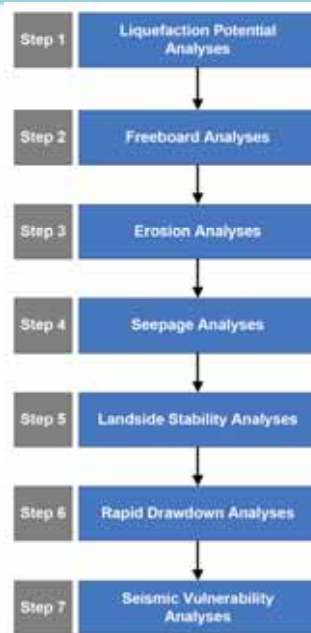 Step 1
Liquefaction Potential
Analyses
Step 2
Freeboard Analyses
Step 3
Erosion Analyses
Step 4
Seepage Analyses
Step 5
Landside Stability Analyses
Step 6
Rapid Drawdown Analyses
Step 7
Seismic Vulnerability
Analyses